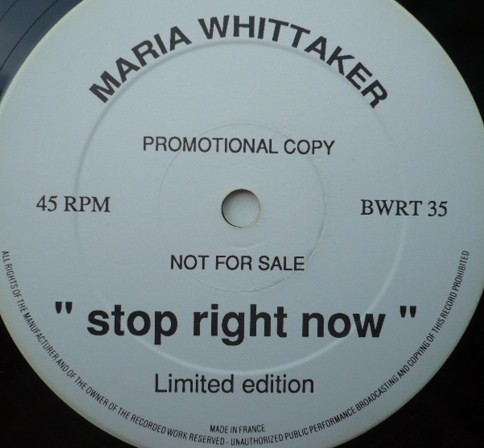 MARIA WHITTAKER
PROMOTIONAL COPY
45 RPM
BWRT 35
NOT FOR SALE
" stop right now "
Limited edition
MADE IN FRANCE
ALL RIGHTS OF THE MANUFACTURER AND OF THE OWNER OF THE RECORDED WORK RESERVED - UNAUTHORIZED PUBLIC PERFORMANCE BROADCASTING AND COPYING OF THIS RECORD PROHIBITED